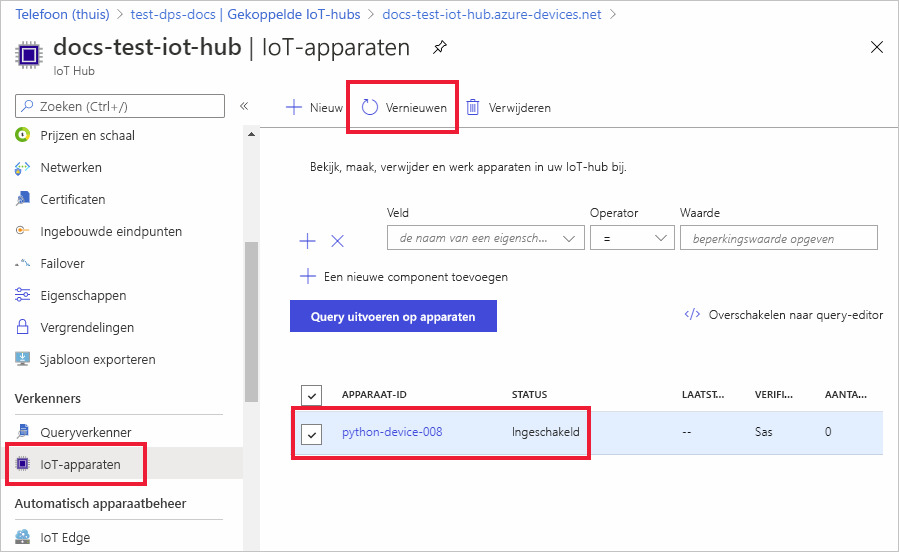 Telefoon (thuis) > test-dps-docs | Gekoppelde IoT-hubs > docs-test-iot-hub.azure-devices.net >
docs-test-iot-hub | IoT-apparaten
IoT Hub
Zoeken (Ctrl+/)
«
Nieuw
Vernieuwen
Verwijderen
Prijzen en schaal
Netwerken
Certificaten
Ingebouwde eindpunten
Failover
Eigenschappen
Vergrendelingen
Sjabloon exporteren
Verkenners
Queryverkenner
IoT-apparaten
Automatisch apparaatbeheer
IoT Edge
Bekijk, maak, verwijder en werk apparaten in uw IoT-hub bij.
Veld Operator Waarde
de naam van een eigensch... = beperkingswaarde opgeven
Een nieuwe component toevoegen
Query uitvoeren op apparaten
</> Overschakelen naar query-editor
APPARAAT-ID STATUS LAATST... VERIFI... AANTA...
python-device-008 Ingeschakeld -- Sas 0